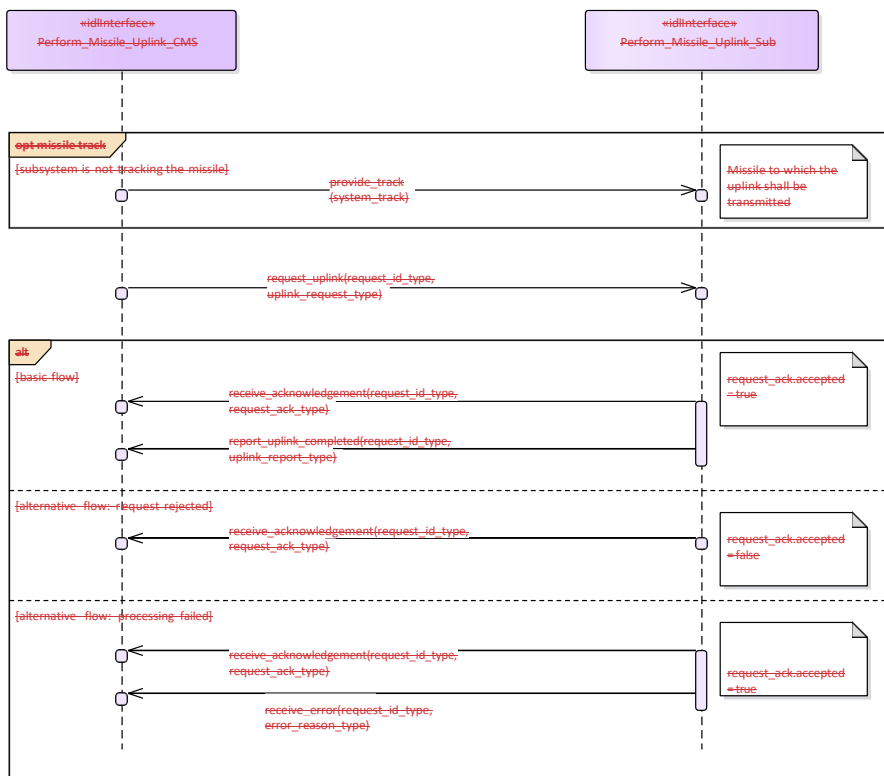 «idlInterface»
Perform_Missile_Uplink_CMS
«idlInterface»
Perform_Missile_Uplink_Sub
opt missile track
[subsystem is not tracking the missile]
provide_track
(system_track)
Missile to which the
uplink shall be
transmitted
request_uplink(request_id_type,
uplink_request_type)
alt
[basic flow]
receive_acknowledgement(request_id_type,
request_ack_type)
request_ack.accepted
= true
report_uplink_completed(request_id_type,
uplink_report_type)
[alternative flow: request rejected]
receive_acknowledgement(request_id_type,
request_ack_type)
request_ack.accepted
= false
[alternative flow: processing failed]
receive_acknowledgement(request_id_type,
request_ack_type)
request_ack.accepted
= true
receive_error(request_id_type,
error_reason_type)